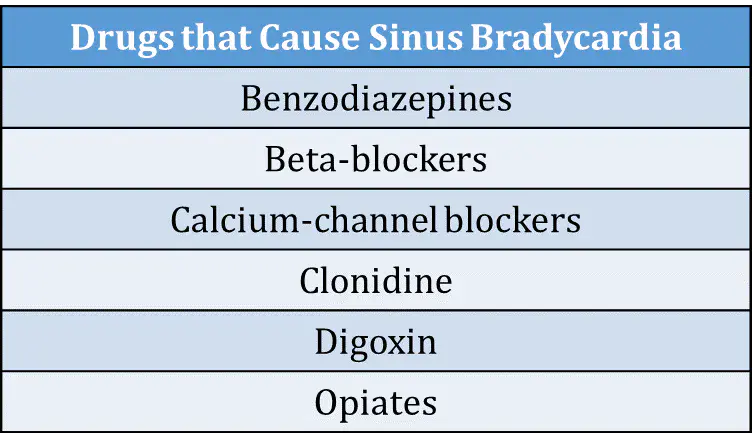 Drugs that Cause Sinus Bradycardia
Benzodiazepines
Beta-blockers
Calcium-channel blockers
Clonidine
Digoxin
Opiates